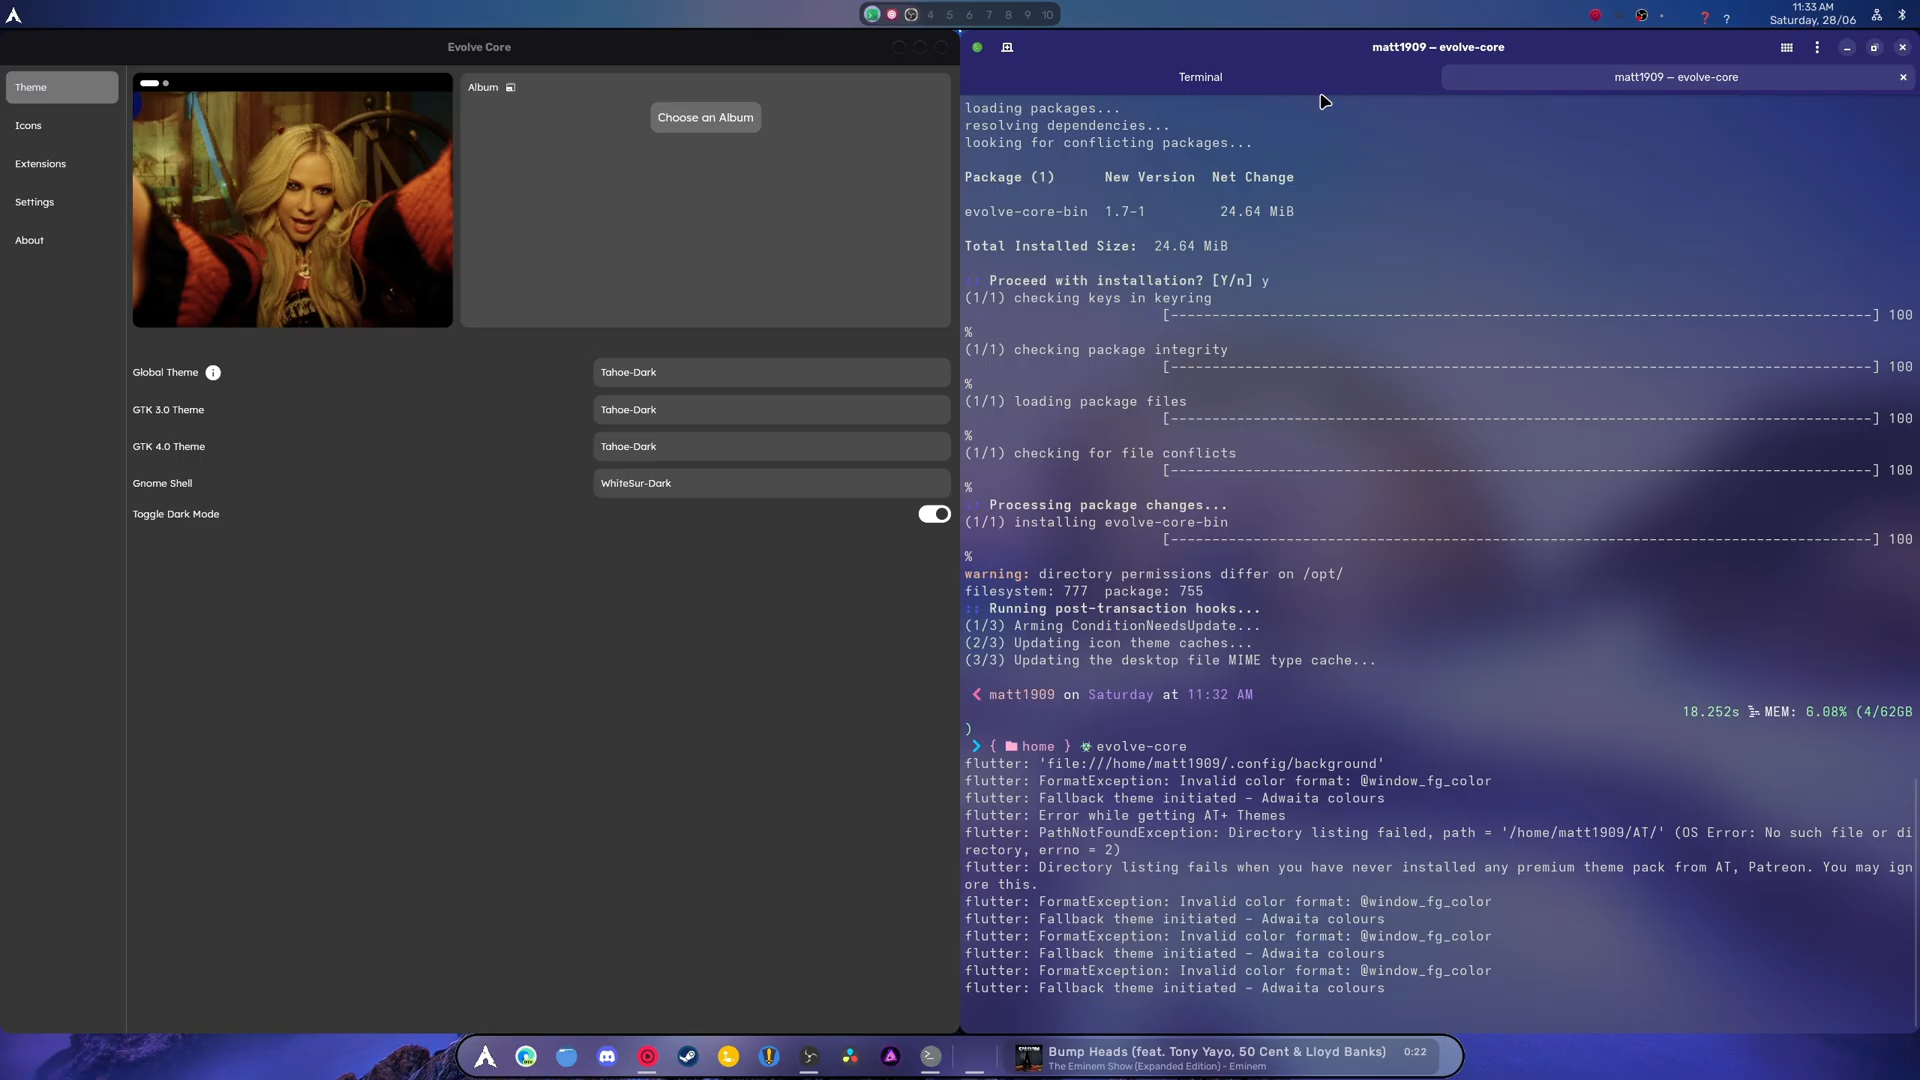 4 5 6 7 8 9 10
11:33 AM
Saturday, 28/06
Evolve Core
Theme
Icons
Extensions
Settings
About
Album
Choose an Album
Global Theme
Tahoe-Dark
GTK 3.0 Theme
Tahoe-Dark
GTK 4.0 Theme
Tahoe-Dark
Gnome Shell
WhiteSur-Dark
Toggle Dark Mode
matt1909 — evolve-core
Terminal
matt1909 — evolve-core
loading packages...
resolving dependencies...
looking for conflicting packages...
Package (1) New Version Net Change
evolve-core-bin 1.7-1 24.64 MiB
Total Installed Size: 24.64 MiB
:: Proceed with installation? [Y/n] y
(1/1) checking keys in keyring
[--------------------------------------------------------------------------------------] 100
%
(1/1) checking package integrity
[--------------------------------------------------------------------------------------] 100
%
(1/1) loading package files
[--------------------------------------------------------------------------------------] 100
%
(1/1) checking for file conflicts
[--------------------------------------------------------------------------------------] 100
%
:: Processing package changes...
(1/1) installing evolve-core-bin
[--------------------------------------------------------------------------------------] 100
%
warning: directory permissions differ on /opt/
filesystem: 777 package: 755
:: Running post-transaction hooks...
(1/3) Arming ConditionNeedsUpdate...
(2/3) Updating icon theme caches...
(3/3) Updating the desktop file MIME type cache...
matt1909 on Saturday at 11:32 AM
18.252s MEM: 6.08% (4/62GB
)
{ home } evolve-core
flutter: 'file:///home/matt1909/.config/background'
flutter: FormatException: Invalid color format: @window_fg_color
flutter: Fallback theme initiated - Adwaita colours
flutter: Error while getting AT+ Themes
flutter: PathNotFoundException: Directory listing failed, path = '/home/matt1909/AT/' (OS Error: No such file or di
rectory, errno = 2)
flutter: Directory listing fails when you have never installed any premium theme pack from AT, Patreon. You may ign
ore this.
flutter: FormatException: Invalid color format: @window_fg_color
flutter: Fallback theme initiated - Adwaita colours
flutter: FormatException: Invalid color format: @window_fg_color
flutter: Fallback theme initiated - Adwaita colours
flutter: FormatException: Invalid color format: @window_fg_color
flutter: Fallback theme initiated - Adwaita colours
Bump Heads (feat. Tony Yayo, 50 Cent & Lloyd Banks)
0:22
The Eminem Show (Expanded Edition) - Eminem